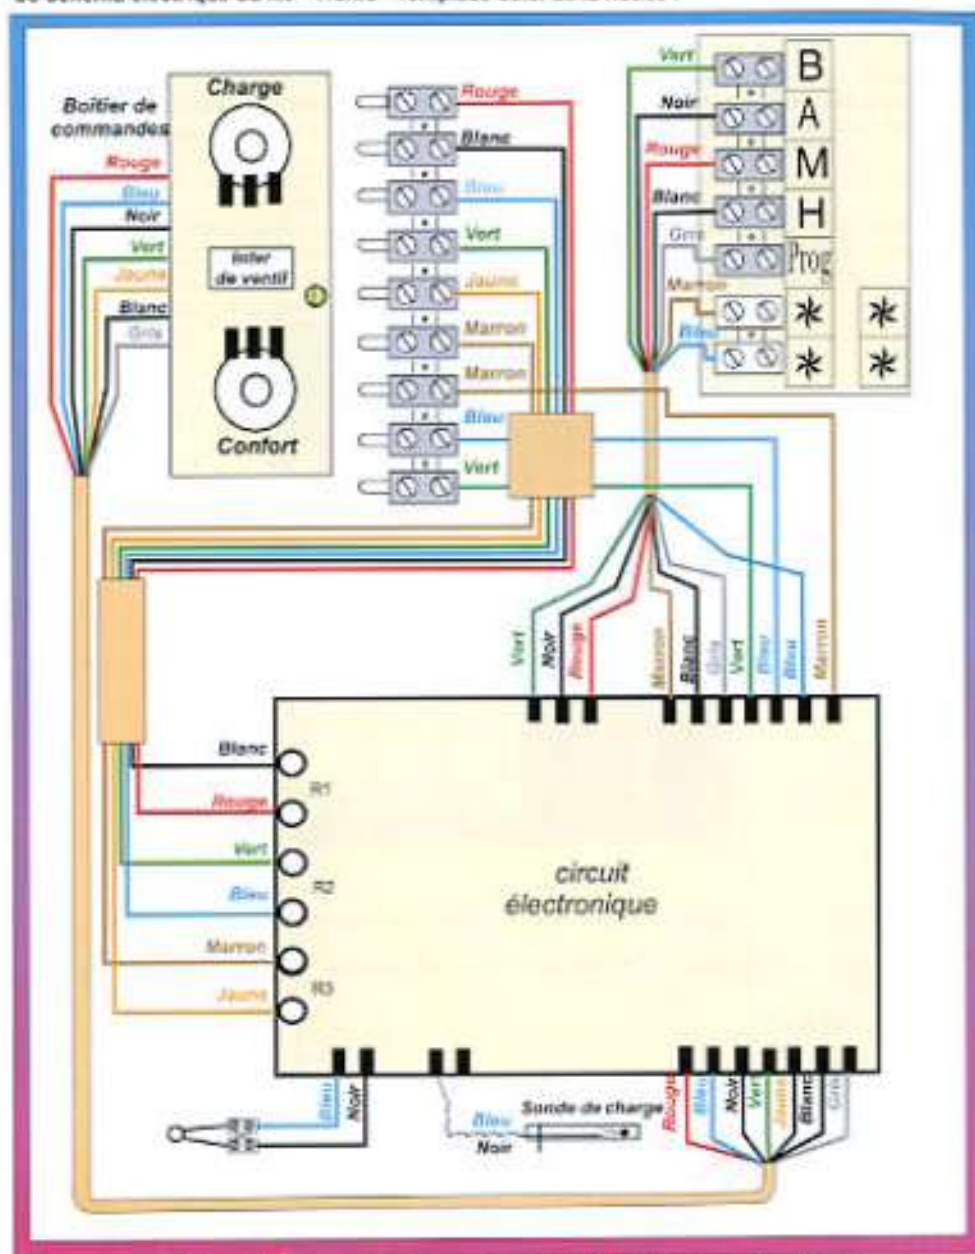 Boîtier de
commandes
Rouge
Bleu
Noir
Vert
Jaune
Blanc
Gris
Charge
Inter
de ventil
Confort
Rouge
Blanc
Bleu
Vert
Jaune
Marron
Marron
Bleu
Vert
Vert
Noir
Rouge
Blanc
Gris
Marron
Bleu
B
A
M
H
Prog
Vert
Noir
Rouge
Marron
Blanc
Gris
Vert
Bleu
Bleu
Marron
Blanc
R1
Rouge
Vert
R2
Bleu
Marron
R3
Jaune
circuit
électronique
Bleu
Noir
Bleu
Noir
Sonde de charge
Rouge
Bleu
Noir
Vert
Jaune
Blanc
Gris